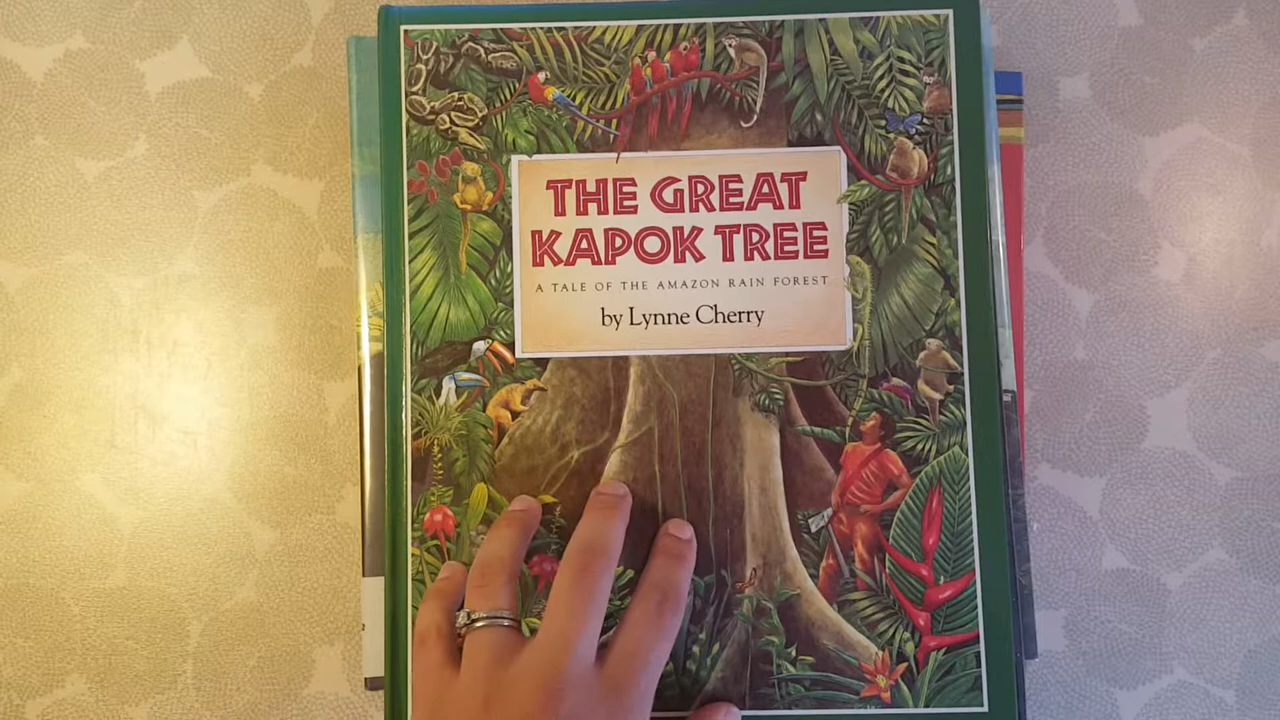 THE GREAT
KAPOK TREE
A TALE OF THE AMAZON RAIN FOREST
by Lynne Cherry